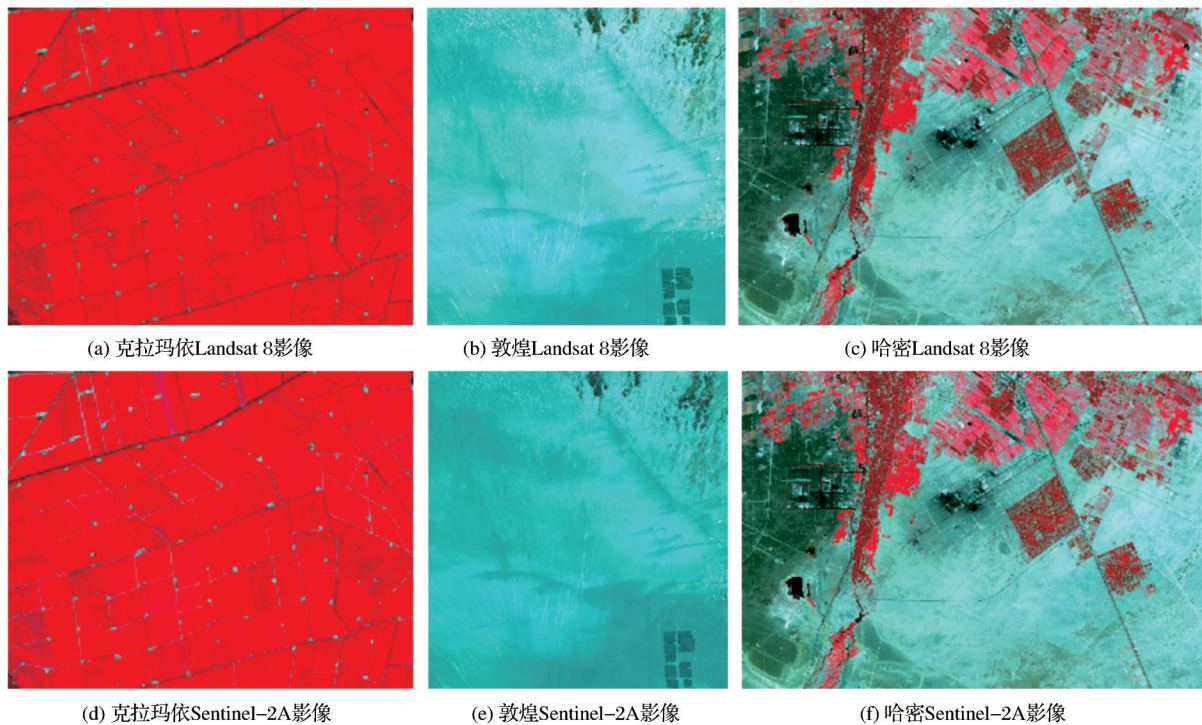 (a) 克拉玛依Landsat 8影像
(b) 敦煌Landsat 8影像
(c) 哈密Landsat 8影像
(d) 克拉玛依Sentinel-2A影像
(e) 敦煌Sentinel-2A影像
(f) 哈密Sentinel-2A影像